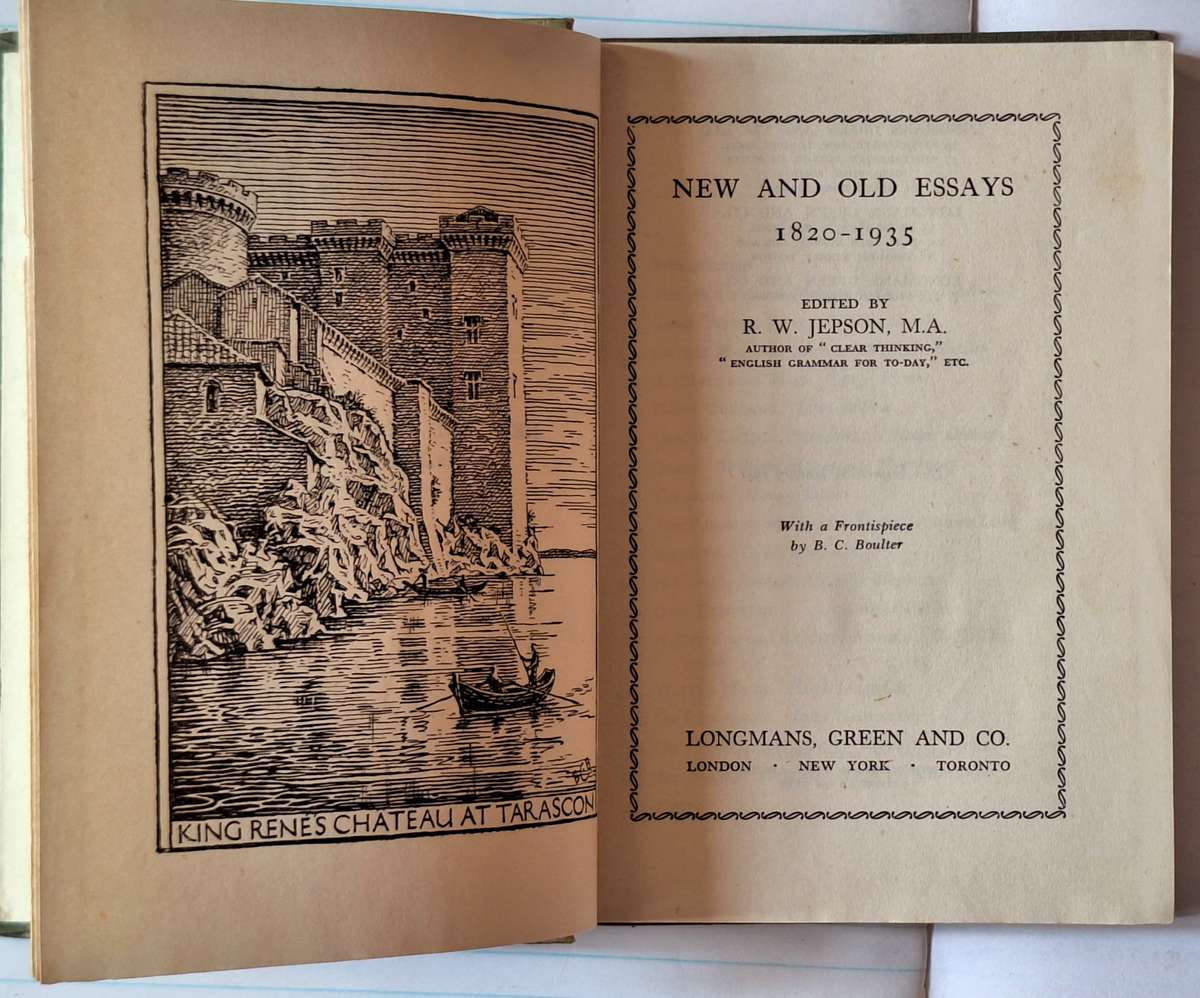 KING RENE'S CHATEAU AT TARASCON
BCB
NEW AND OLD ESSAYS
1820-1935
EDITED BY
R. W. JEPSON, M.A.
AUTHOR OF "CLEAR THINKING,"
"ENGLISH GRAMMAR FOR TO-DAY," ETC.
With a Frontispiece
by B. C. Boulter
LONGMANS, GREEN AND CO.
LONDON · NEW YORK · TORONTO